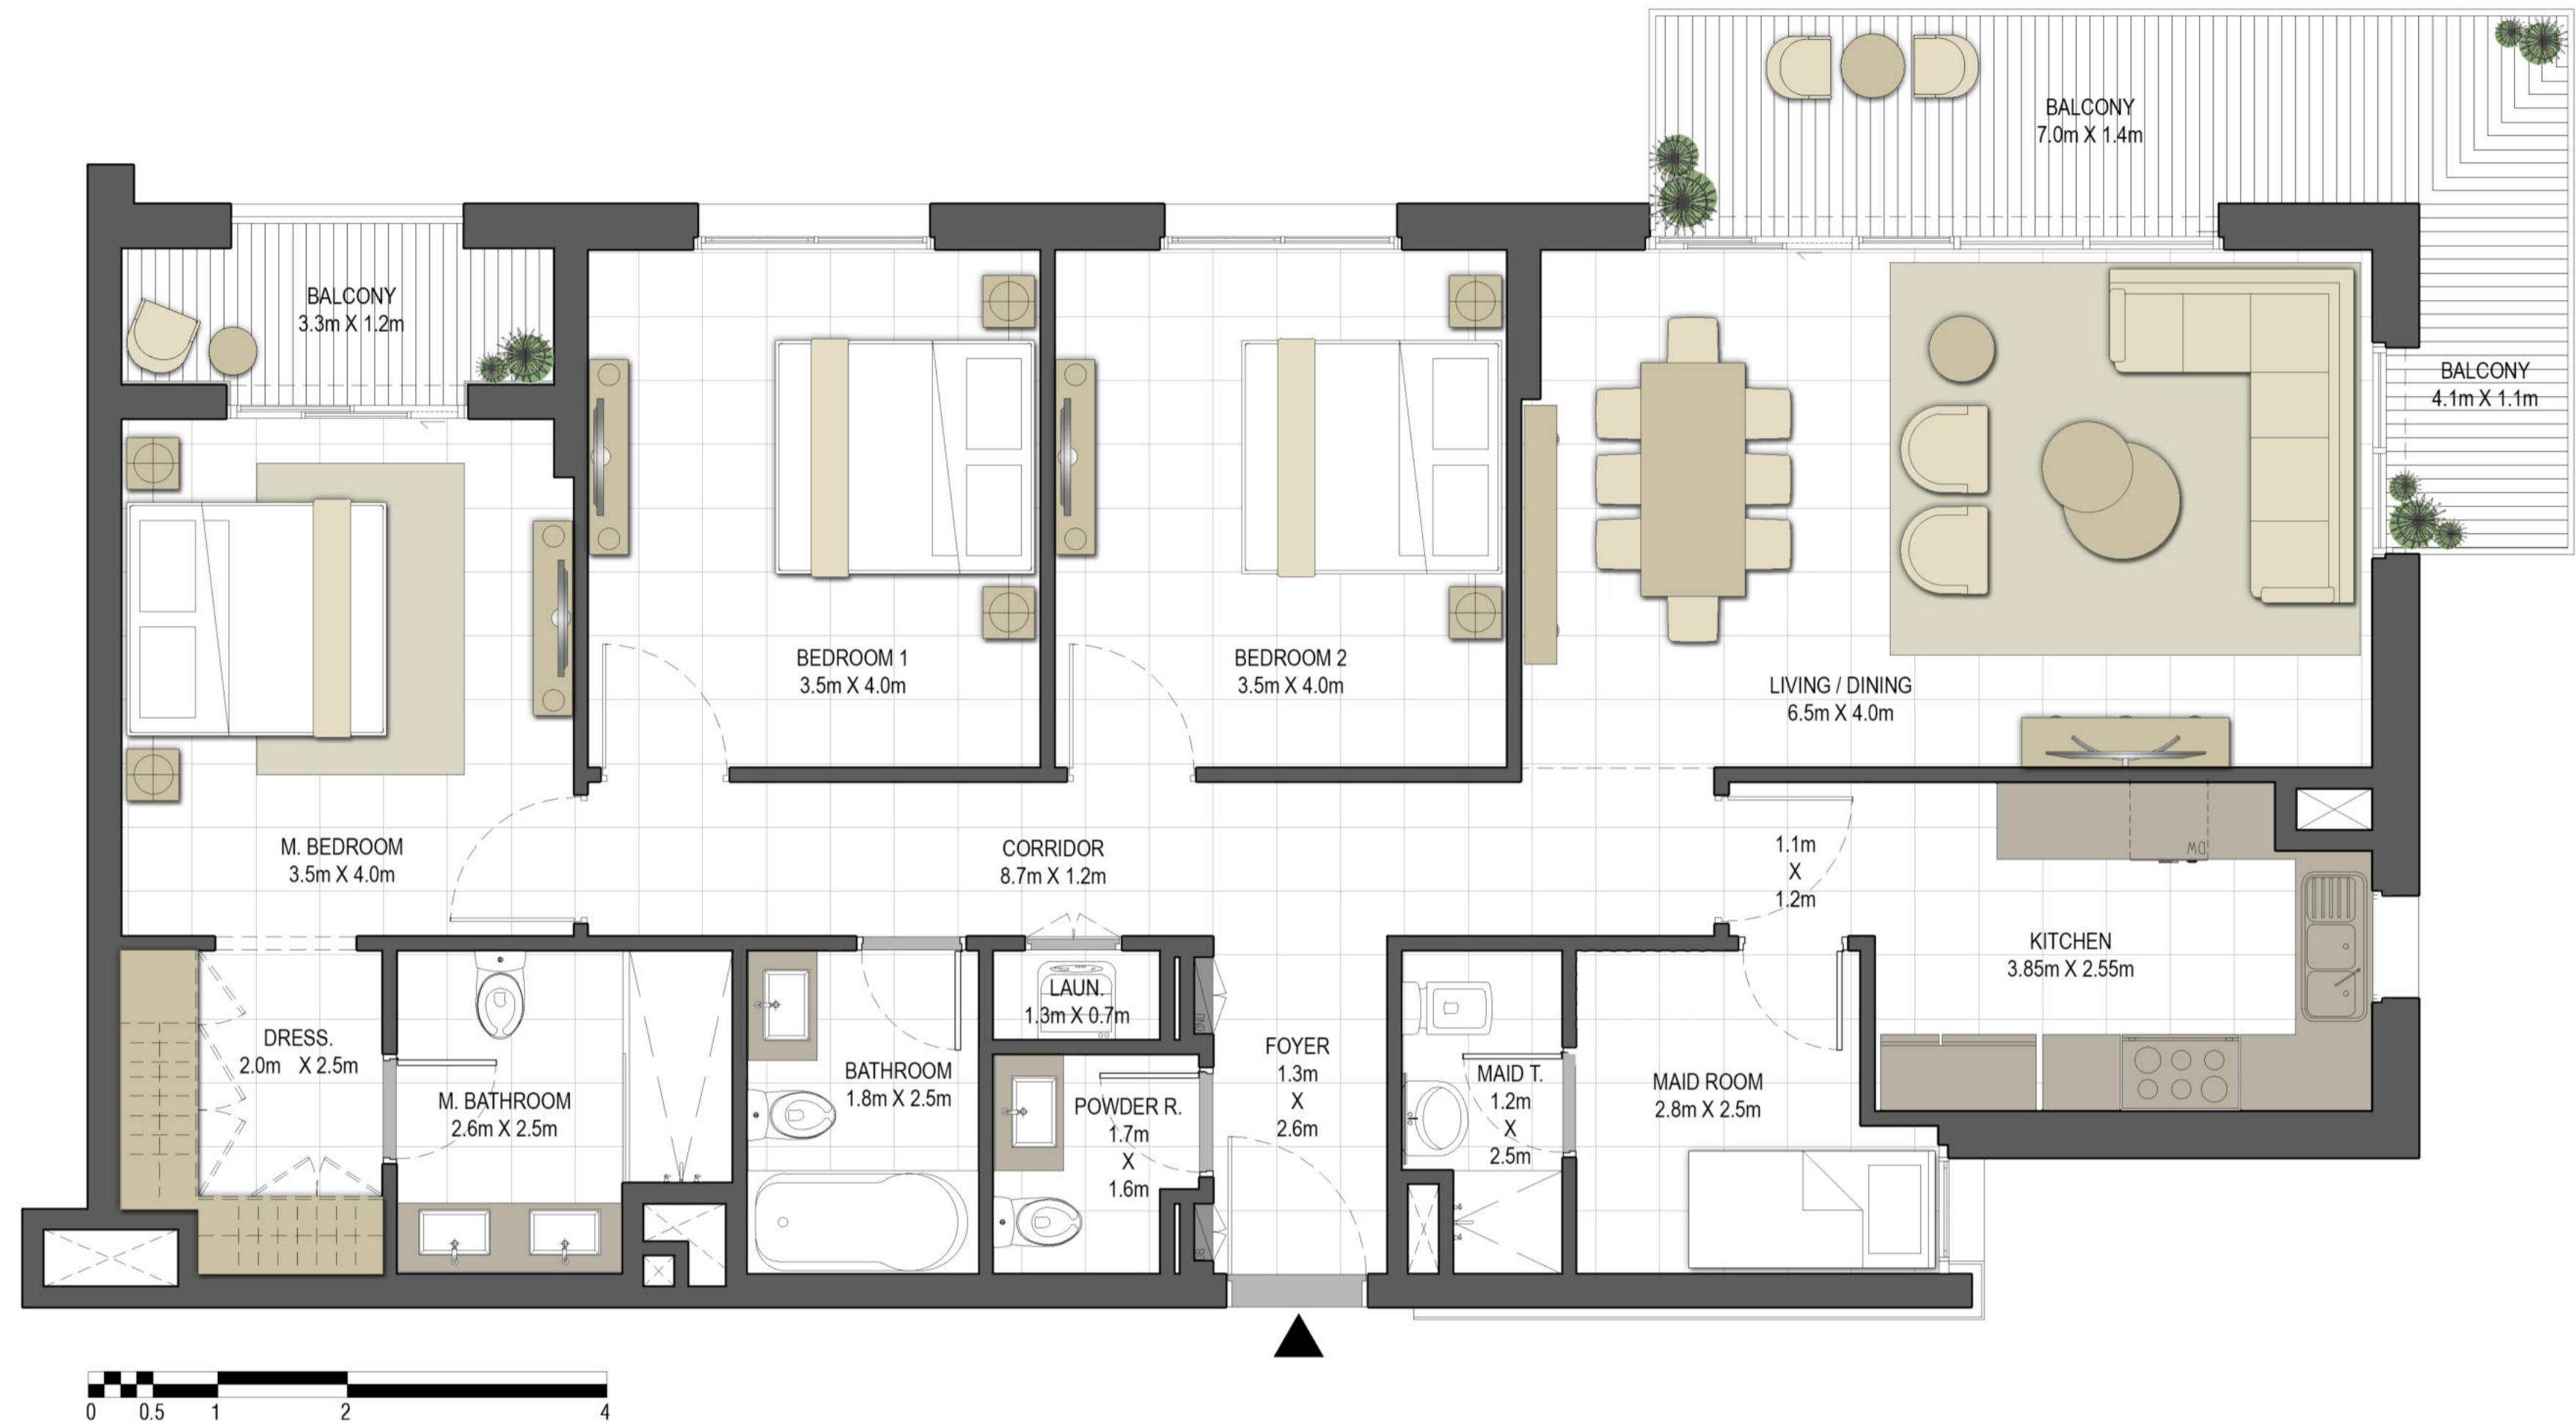 BALCONY
7.0m X 1.4m
BALCONY
3.3m X 1.2m
BALCONY
4.1m X 1.1m
BEDROOM 1
3.5m X 4.0m
BEDROOM 2
3.5m X 4.0m
LIVING / DINING
6.5m X 4.0m
M. BEDROOM
3.5m X 4.0m
CORRIDOR
8.7m X 1.2m
1.1m
X
1.2m
DW
KITCHEN
3.85m X 2.55m
DRESS.
2.0m X 2.5m
M. BATHROOM
2.6m X 2.5m
BATHROOM
1.8m X 2.5m
LAUN.
1.3m X 0.7m
POWDER R.
1.7m
X
1.6m
FOYER
1.3m
X
2.6m
MAID T.
1.2m
X
2.5m
MAID ROOM
2.8m X 2.5m
0 0.5 1 2 4